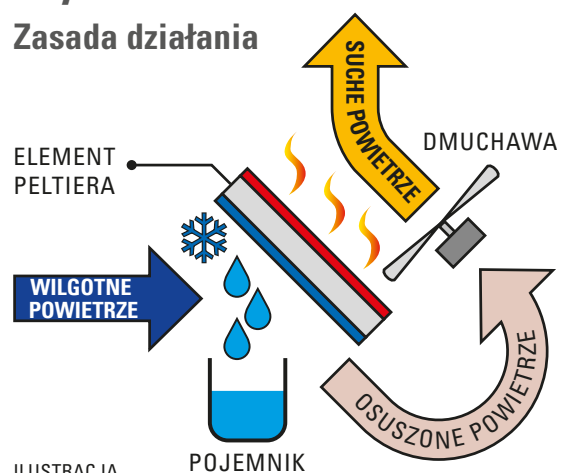 Zasada działania
SUCHE POWIETRZE
DMUCHAWA
ELEMENT
PELTIERA
WILGOTNE
POWIETRZE
OSUSZONE POWIETRZE
POJEMNIK